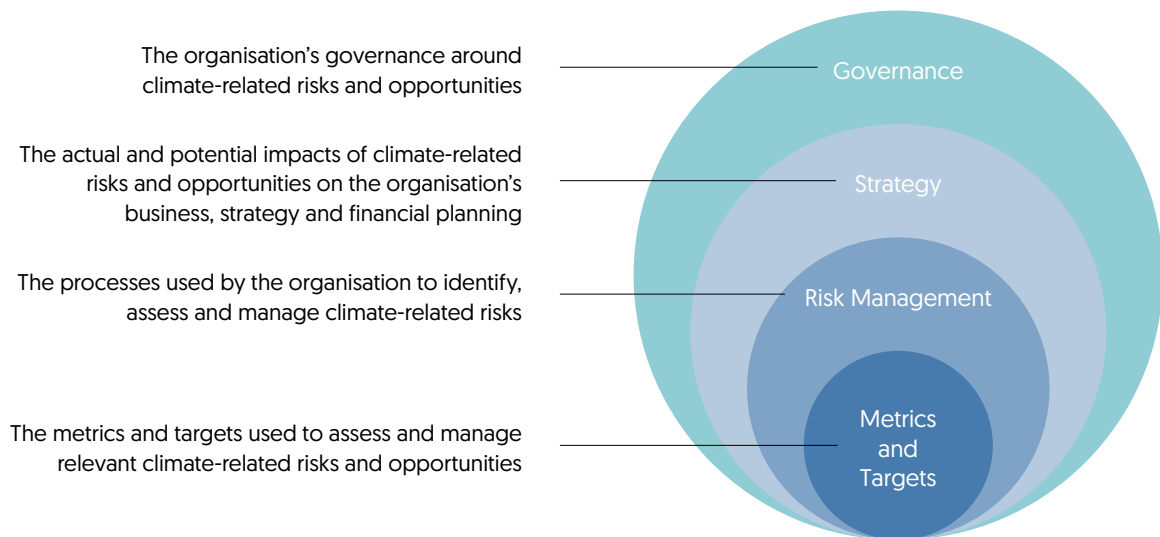 The organisation’s governance around
climate-related risks and opportunities
Governance
The actual and potential impacts of climate-related
risks and opportunities on the organisation’s
business, strategy and financial planning
Strategy
The processes used by the organisation to identify,
assess and manage climate-related risks
Risk Management
The metrics and targets used to assess and manage
relevant climate-related risks and opportunities
Metrics
and
Targets